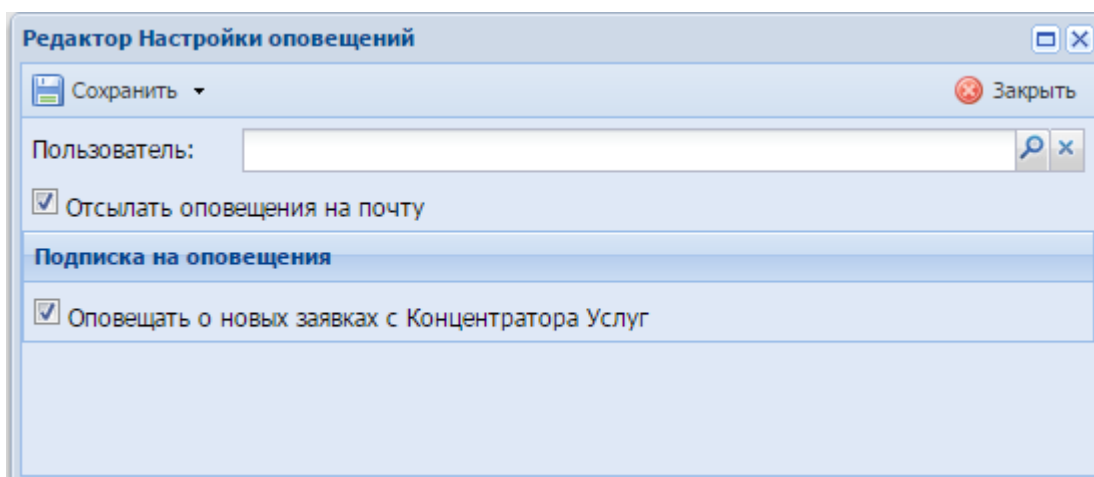 Редактор Настройки оповещений
Сохранить Закрыть
Пользователь:
Отсылать оповещения на почту
Подписка на оповещения
Оповещать о новых заявках с Концентратора Услуг